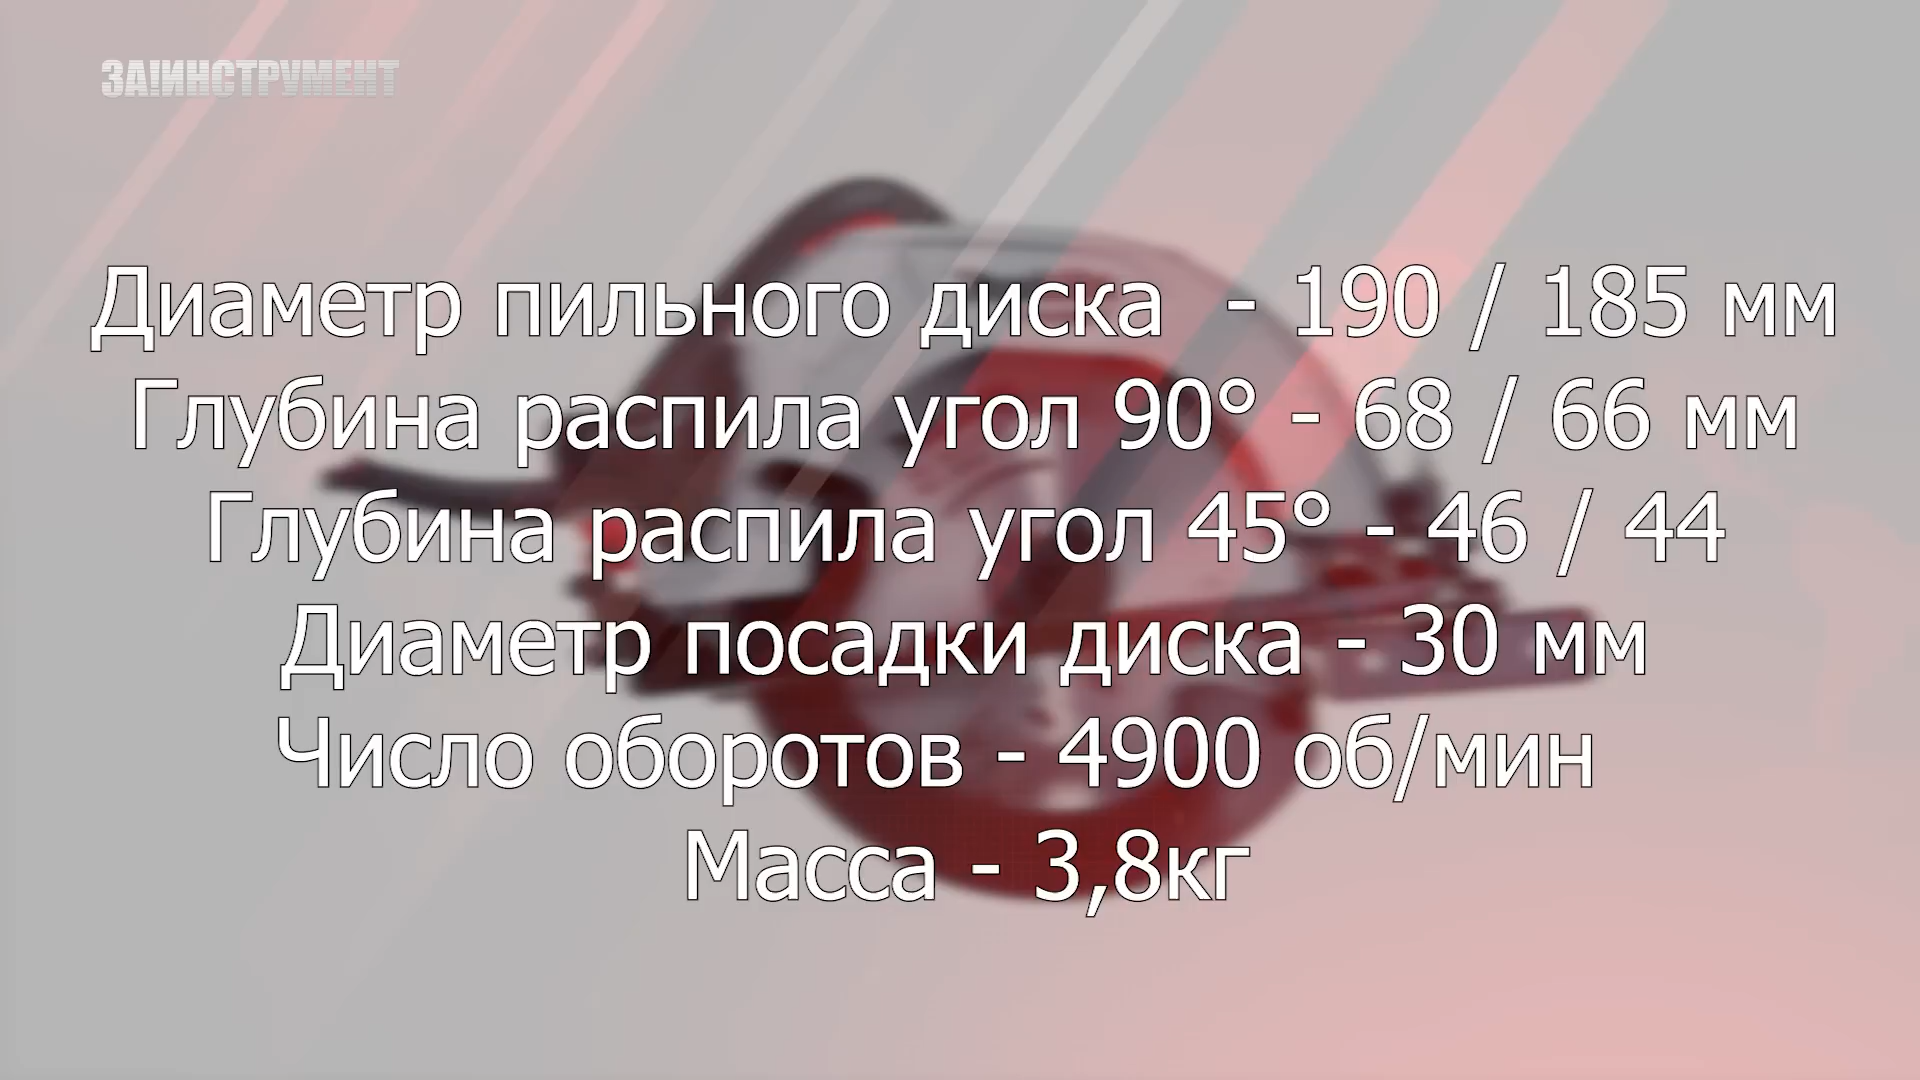 ЗА!ИНСТРУМЕНТ
Диаметр пильного диска - 190 / 185 мм
Глубина распила угол 90° - 68 / 66 мм
Глубина распила угол 45° - 46 / 44
Диаметр посадки диска - 30 мм
Число оборотов - 4900 об/мин
Масса - 3,8кг